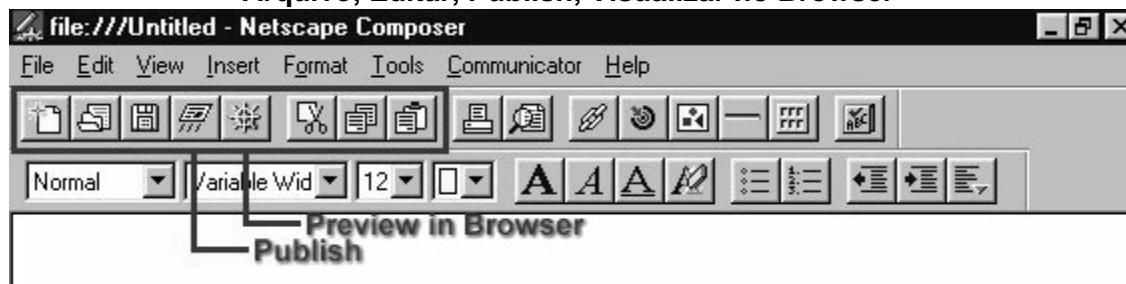 Arquivo, Editar, Publish, Visualizar no Browser
file:///Untitled - Netscape Composer
File Edit View Insert Format Tools Communicator Help
Normal Variable Wid 12 A A A
Preview in Browser
Publish